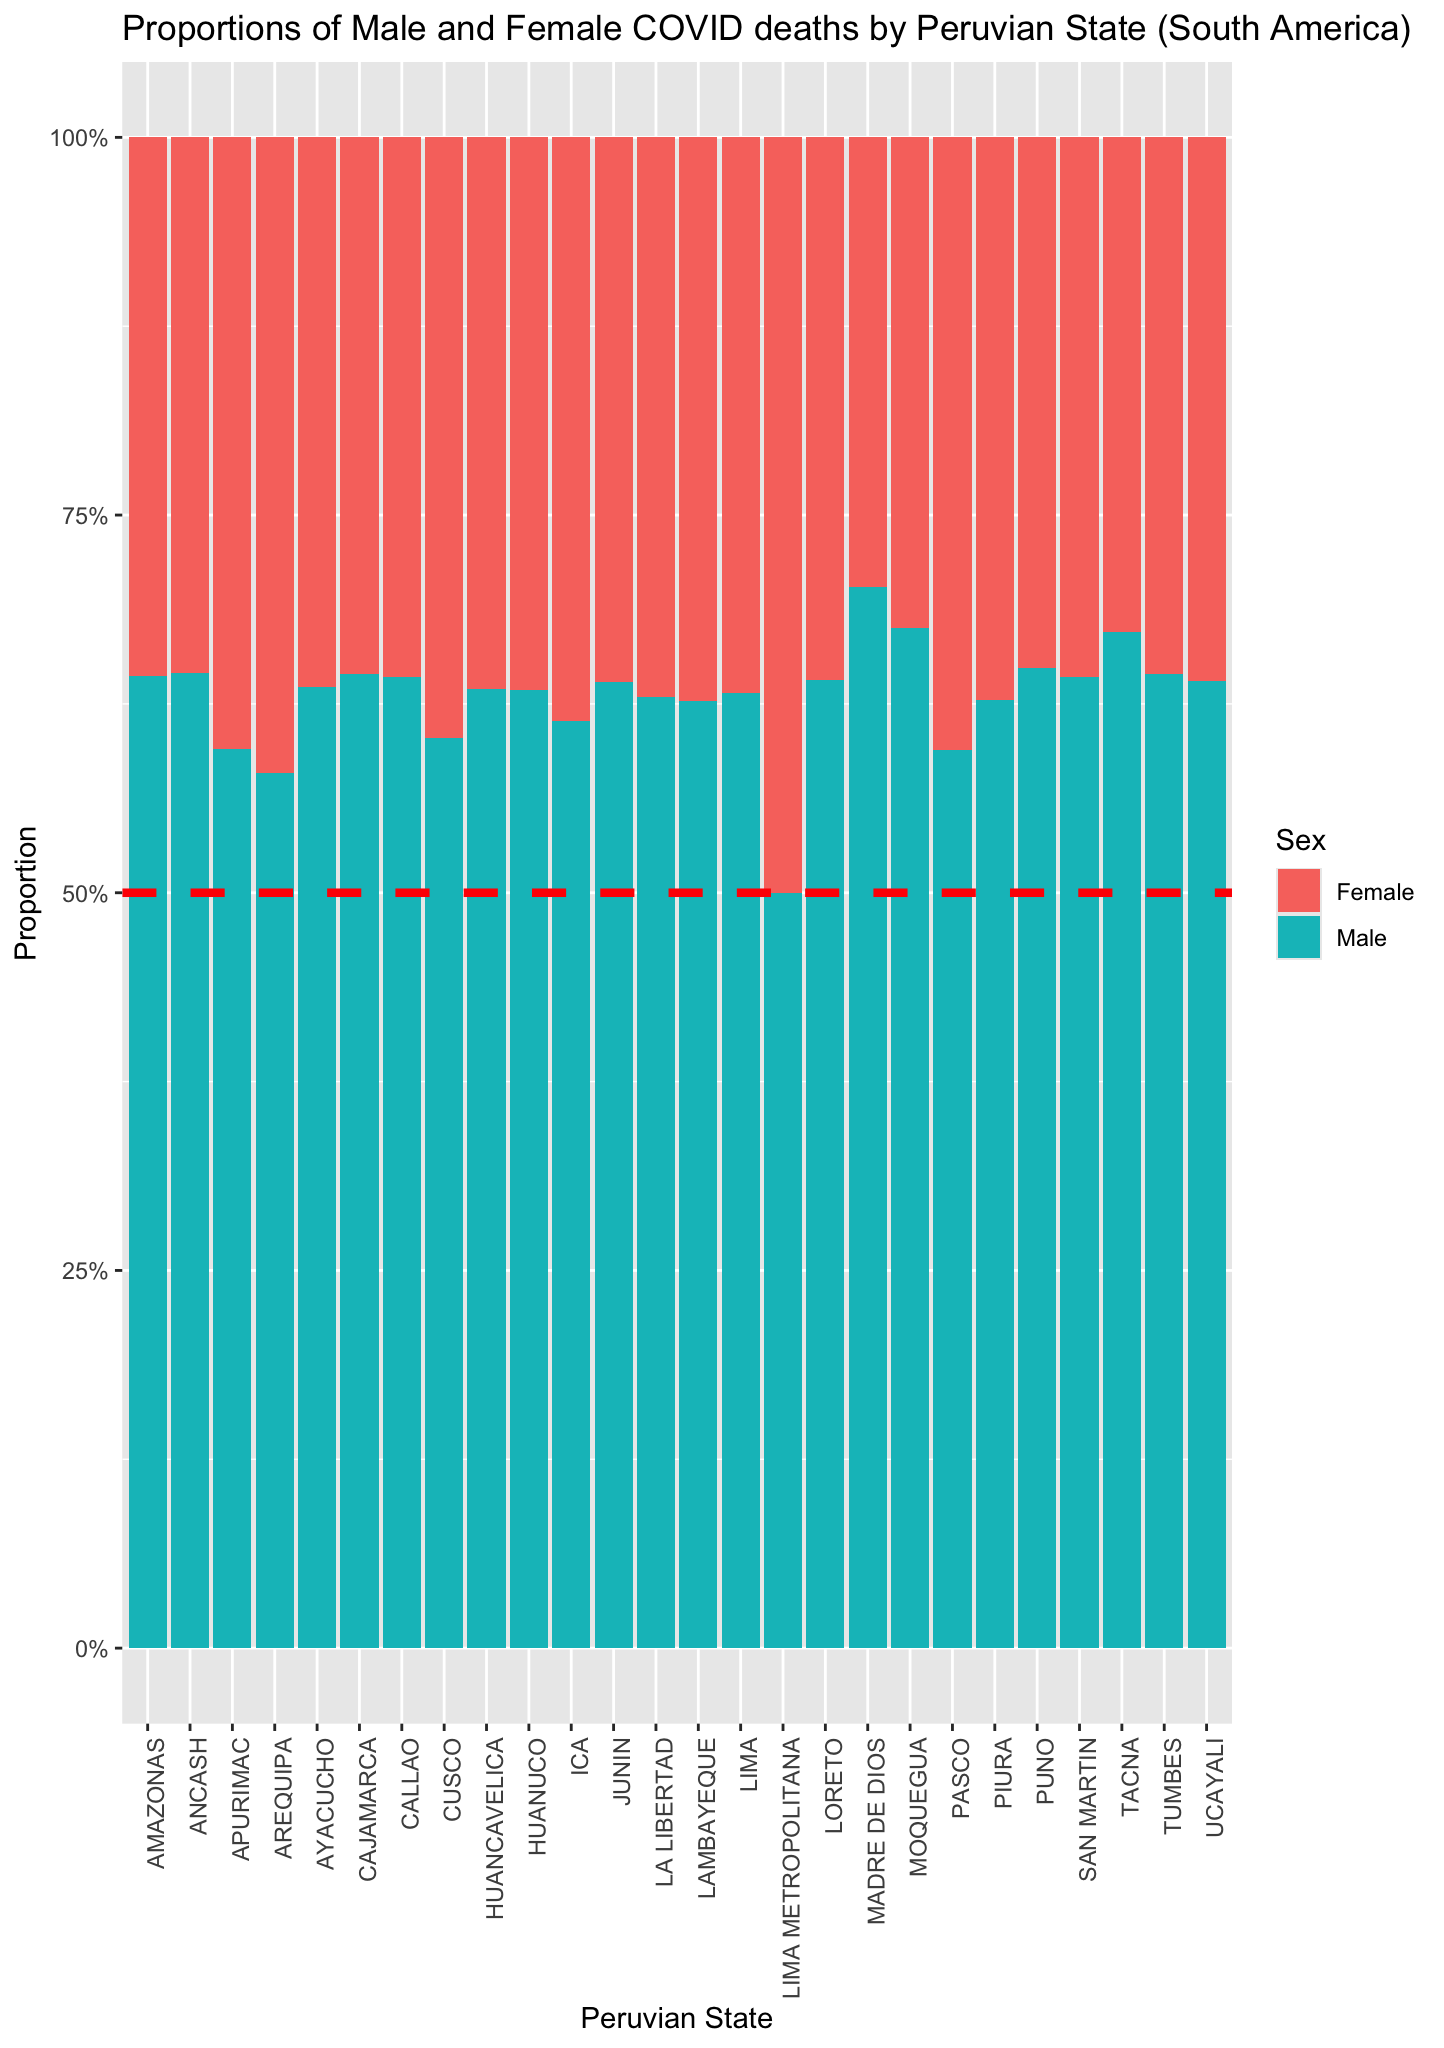 Proportions of Male and Female COVID deaths by Peruvian State (South America)
100%
75%
50%
25%
0%
Proportion
Sex
Female
Male
AMAZONAS
ANCASH
APURIMAC
AREQUIPA
AYACUCHO
CAJAMARCA
CALLAO
CUSCO
HUANCAVELICA
HUANUCO
ICA
JUNIN
LA LIBERTAD
LAMBAYEQUE
LIMA
LIMA METROPOLITANA
LORETO
MADRE DE DIOS
MOQUEGUA
PASCO
PIURA
PUNO
SAN MARTIN
TACNA
TUMBES
UCAYALI
Peruvian State